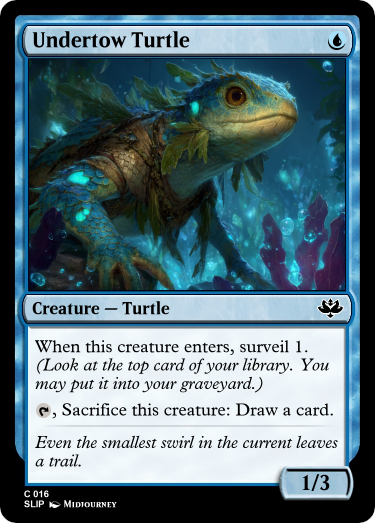 Undertow Turtle
Creature — Turtle
When this creature enters, surveil 1.
(Look at the top card of your library. You
may put it into your graveyard.)
, Sacrifice this creature: Draw a card.
Even the smallest swirl in the current leaves
a trail.
1/3
C 016
SLIP Midjourney